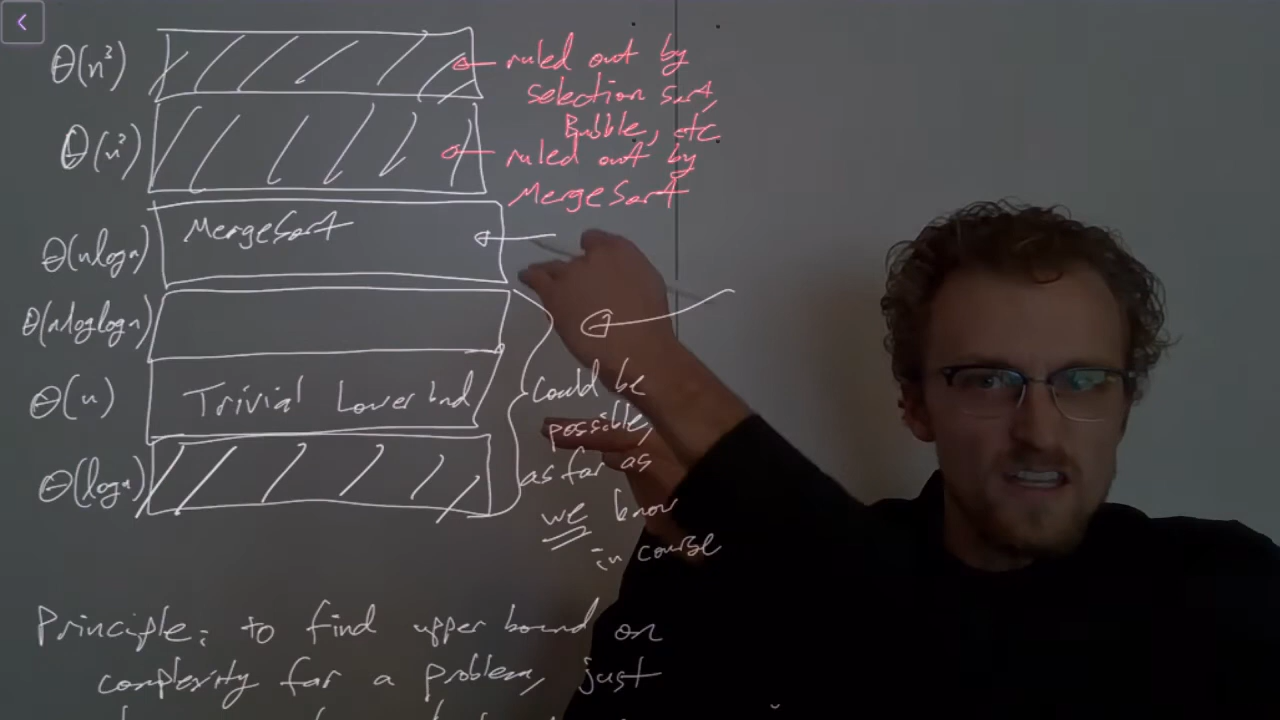 Θ(n³)
ruled out by
selection sort,
Bubble, etc
Θ(n²)
ruled out by
MergeSort
Θ(nlogn)
MergeSort
Θ(nloglogn)
Θ(n)
Trivial Lower bnd
Could be
possible,
as far as
we know
in course
Θ(logn)
Principle: to find upper bound on
complexity for a problem, just